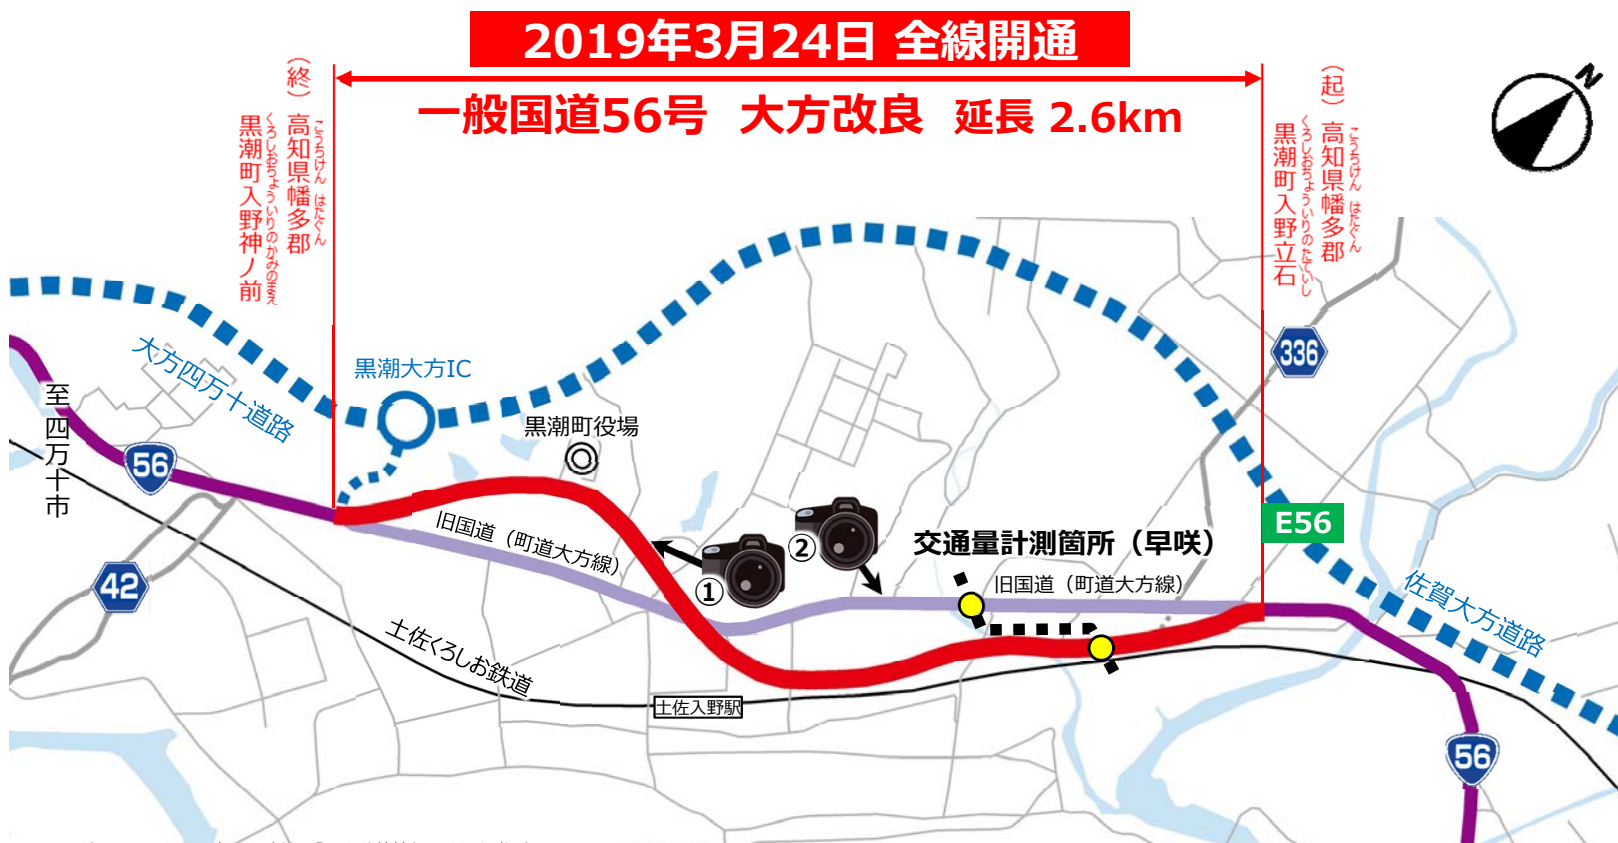 2019年3月24日 全線開通
一般国道56号 大方改良 延長 2.6km
(終)高知県幡多郡
こうちけん はたぐん
黒潮町入野神ノ前
くろしおちょういりのかみのまえ
(起)高知県幡多郡
こうちけん はたぐん
黒潮町入野立石
くろしおちょういりのたていし
N
大方四万十道路
黒潮大方IC
336
至四万十市
黒潮町役場
56
E56
旧国道(町道大方線)
①
②
交通量計測箇所(早咲)
旧国道(町道大方線)
42
佐賀大方道路
土佐くろしお鉄道
土佐入野駅
56